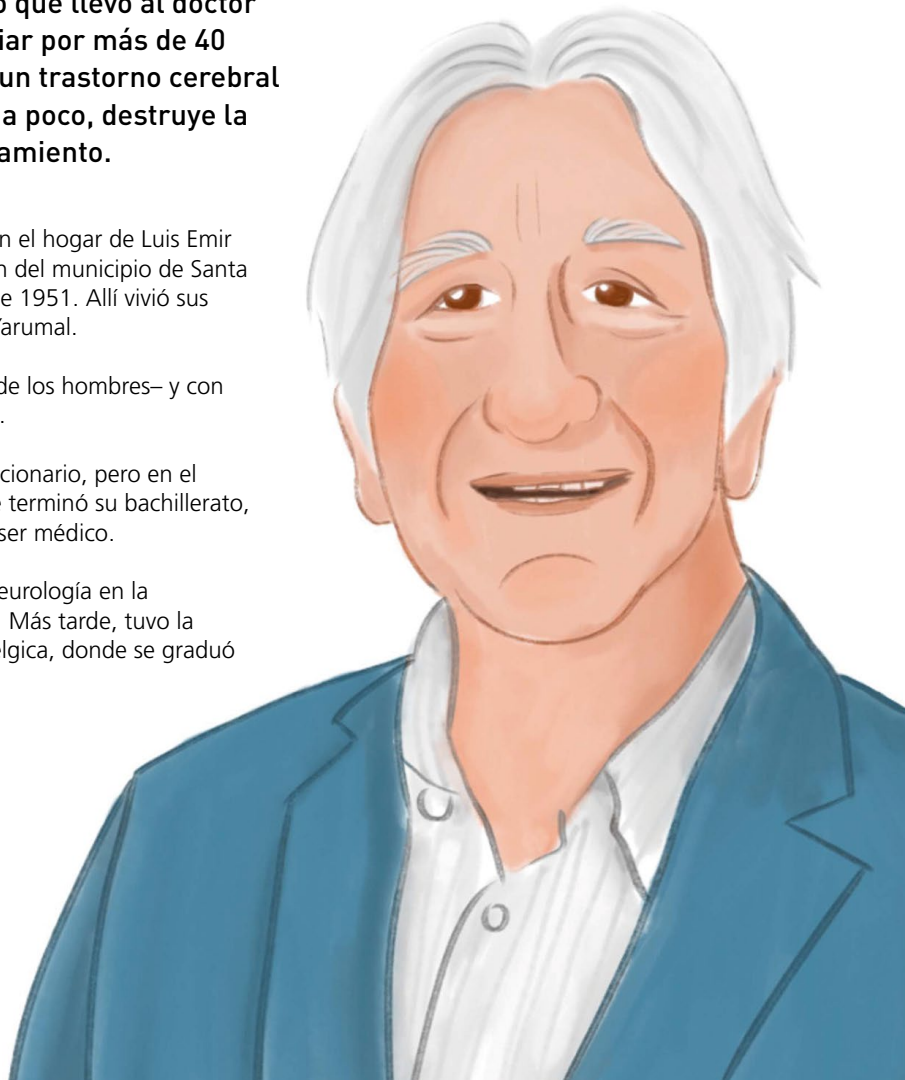 que llevó al doctor
iar por más de 40
un trastorno cerebral
a poco, destruye la
amiento.
n el hogar de Luis Emir
n del municipio de Santa
e 1951. Allí vivió sus
Yarumal.
de los hombres– y con
.
cionario, pero en el
e terminó su bachillerato,
ser médico.
eurología en la
. Más tarde, tuvo la
élgica, donde se graduó